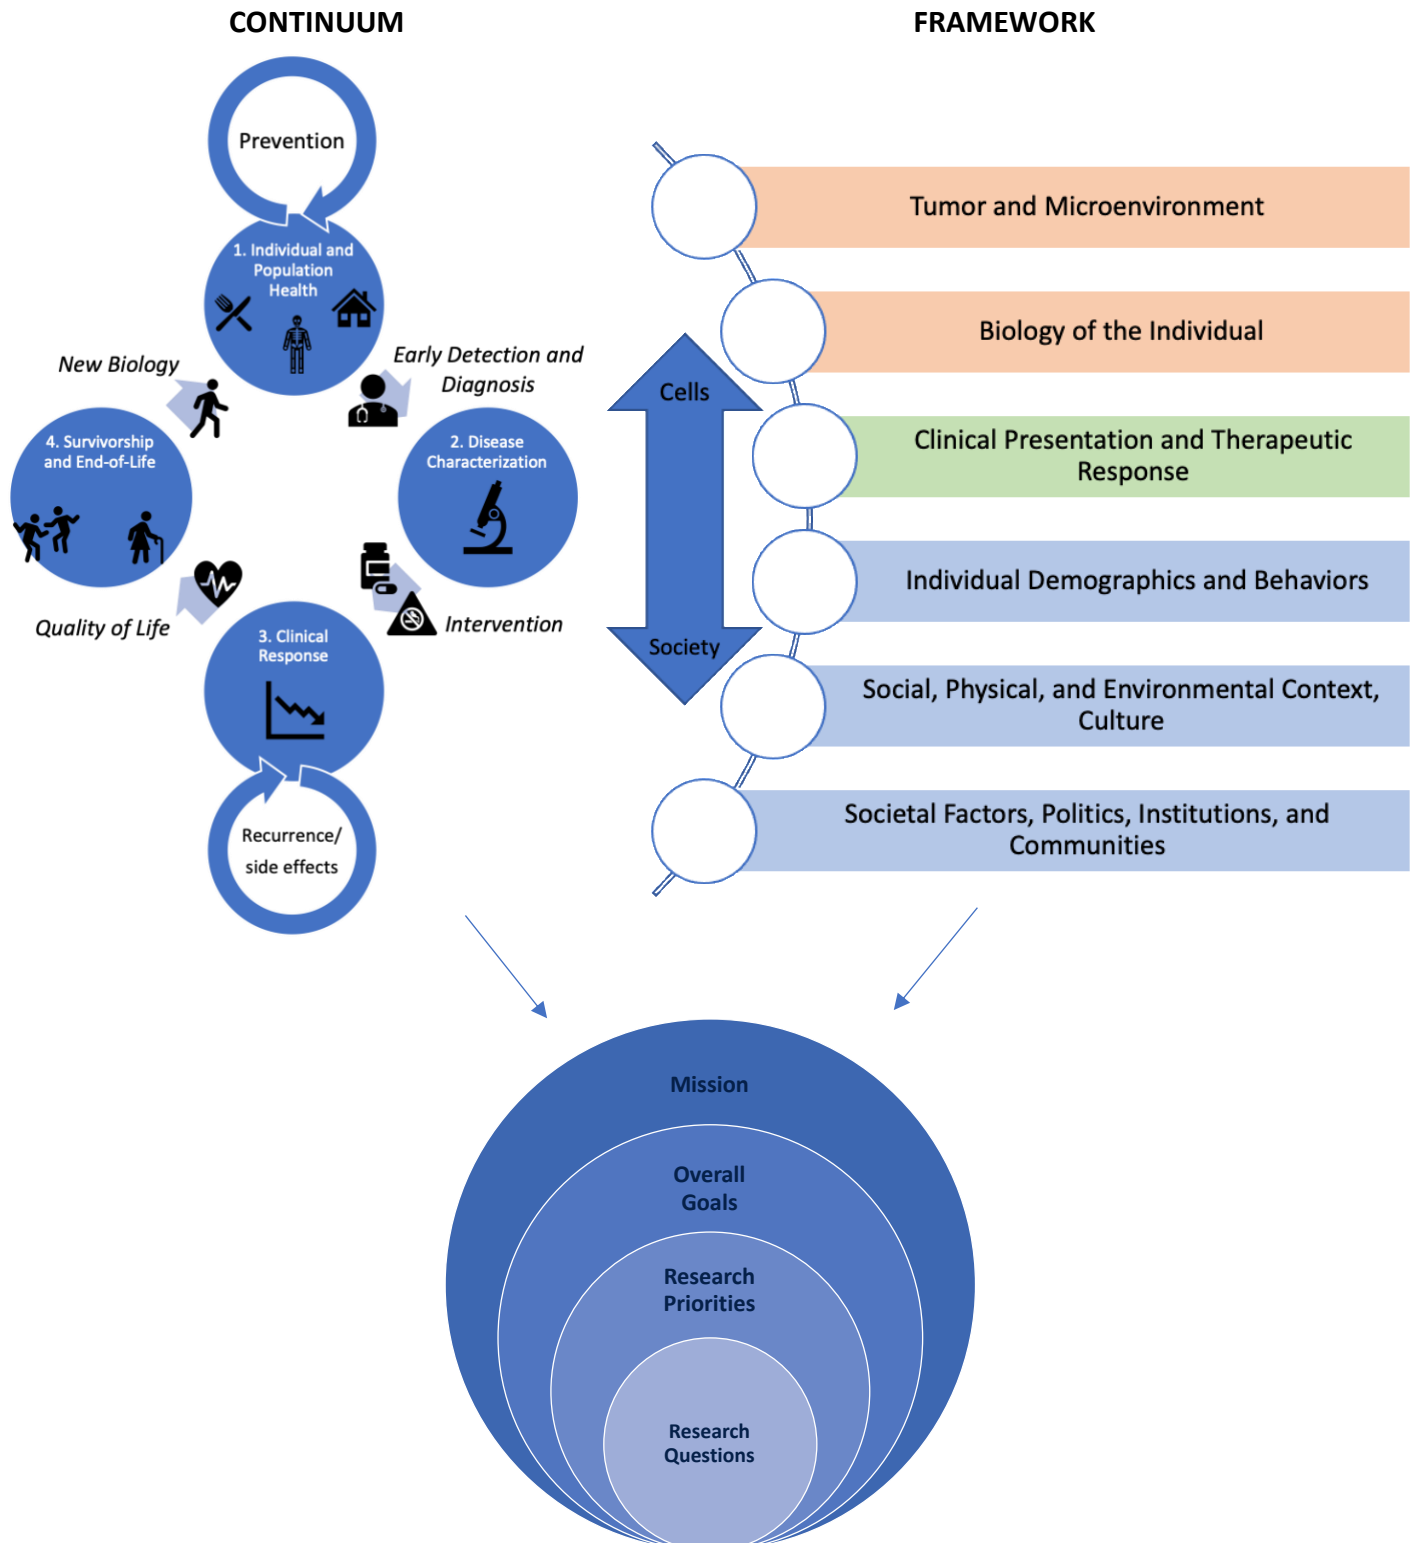 CONTINUUM
Prevention
1. Individual and
Population
Health
New Biology
Early Detection and
Diagnosis
4. Survivorship
and End-of-Life
2. Disease
Characterization
Quality of Life
Intervention
3. Clinical
Response
Recurrence/
side effects
FRAMEWORK
Cells
Society
Tumor and Microenvironment
Biology of the Individual
Clinical Presentation and Therapeutic
Response
Individual Demographics and Behaviors
Social, Physical, and Environmental Context,
Culture
Societal Factors, Politics, Institutions, and
Communities
Mission
Overall
Goals
Research
Priorities
Research
Questions